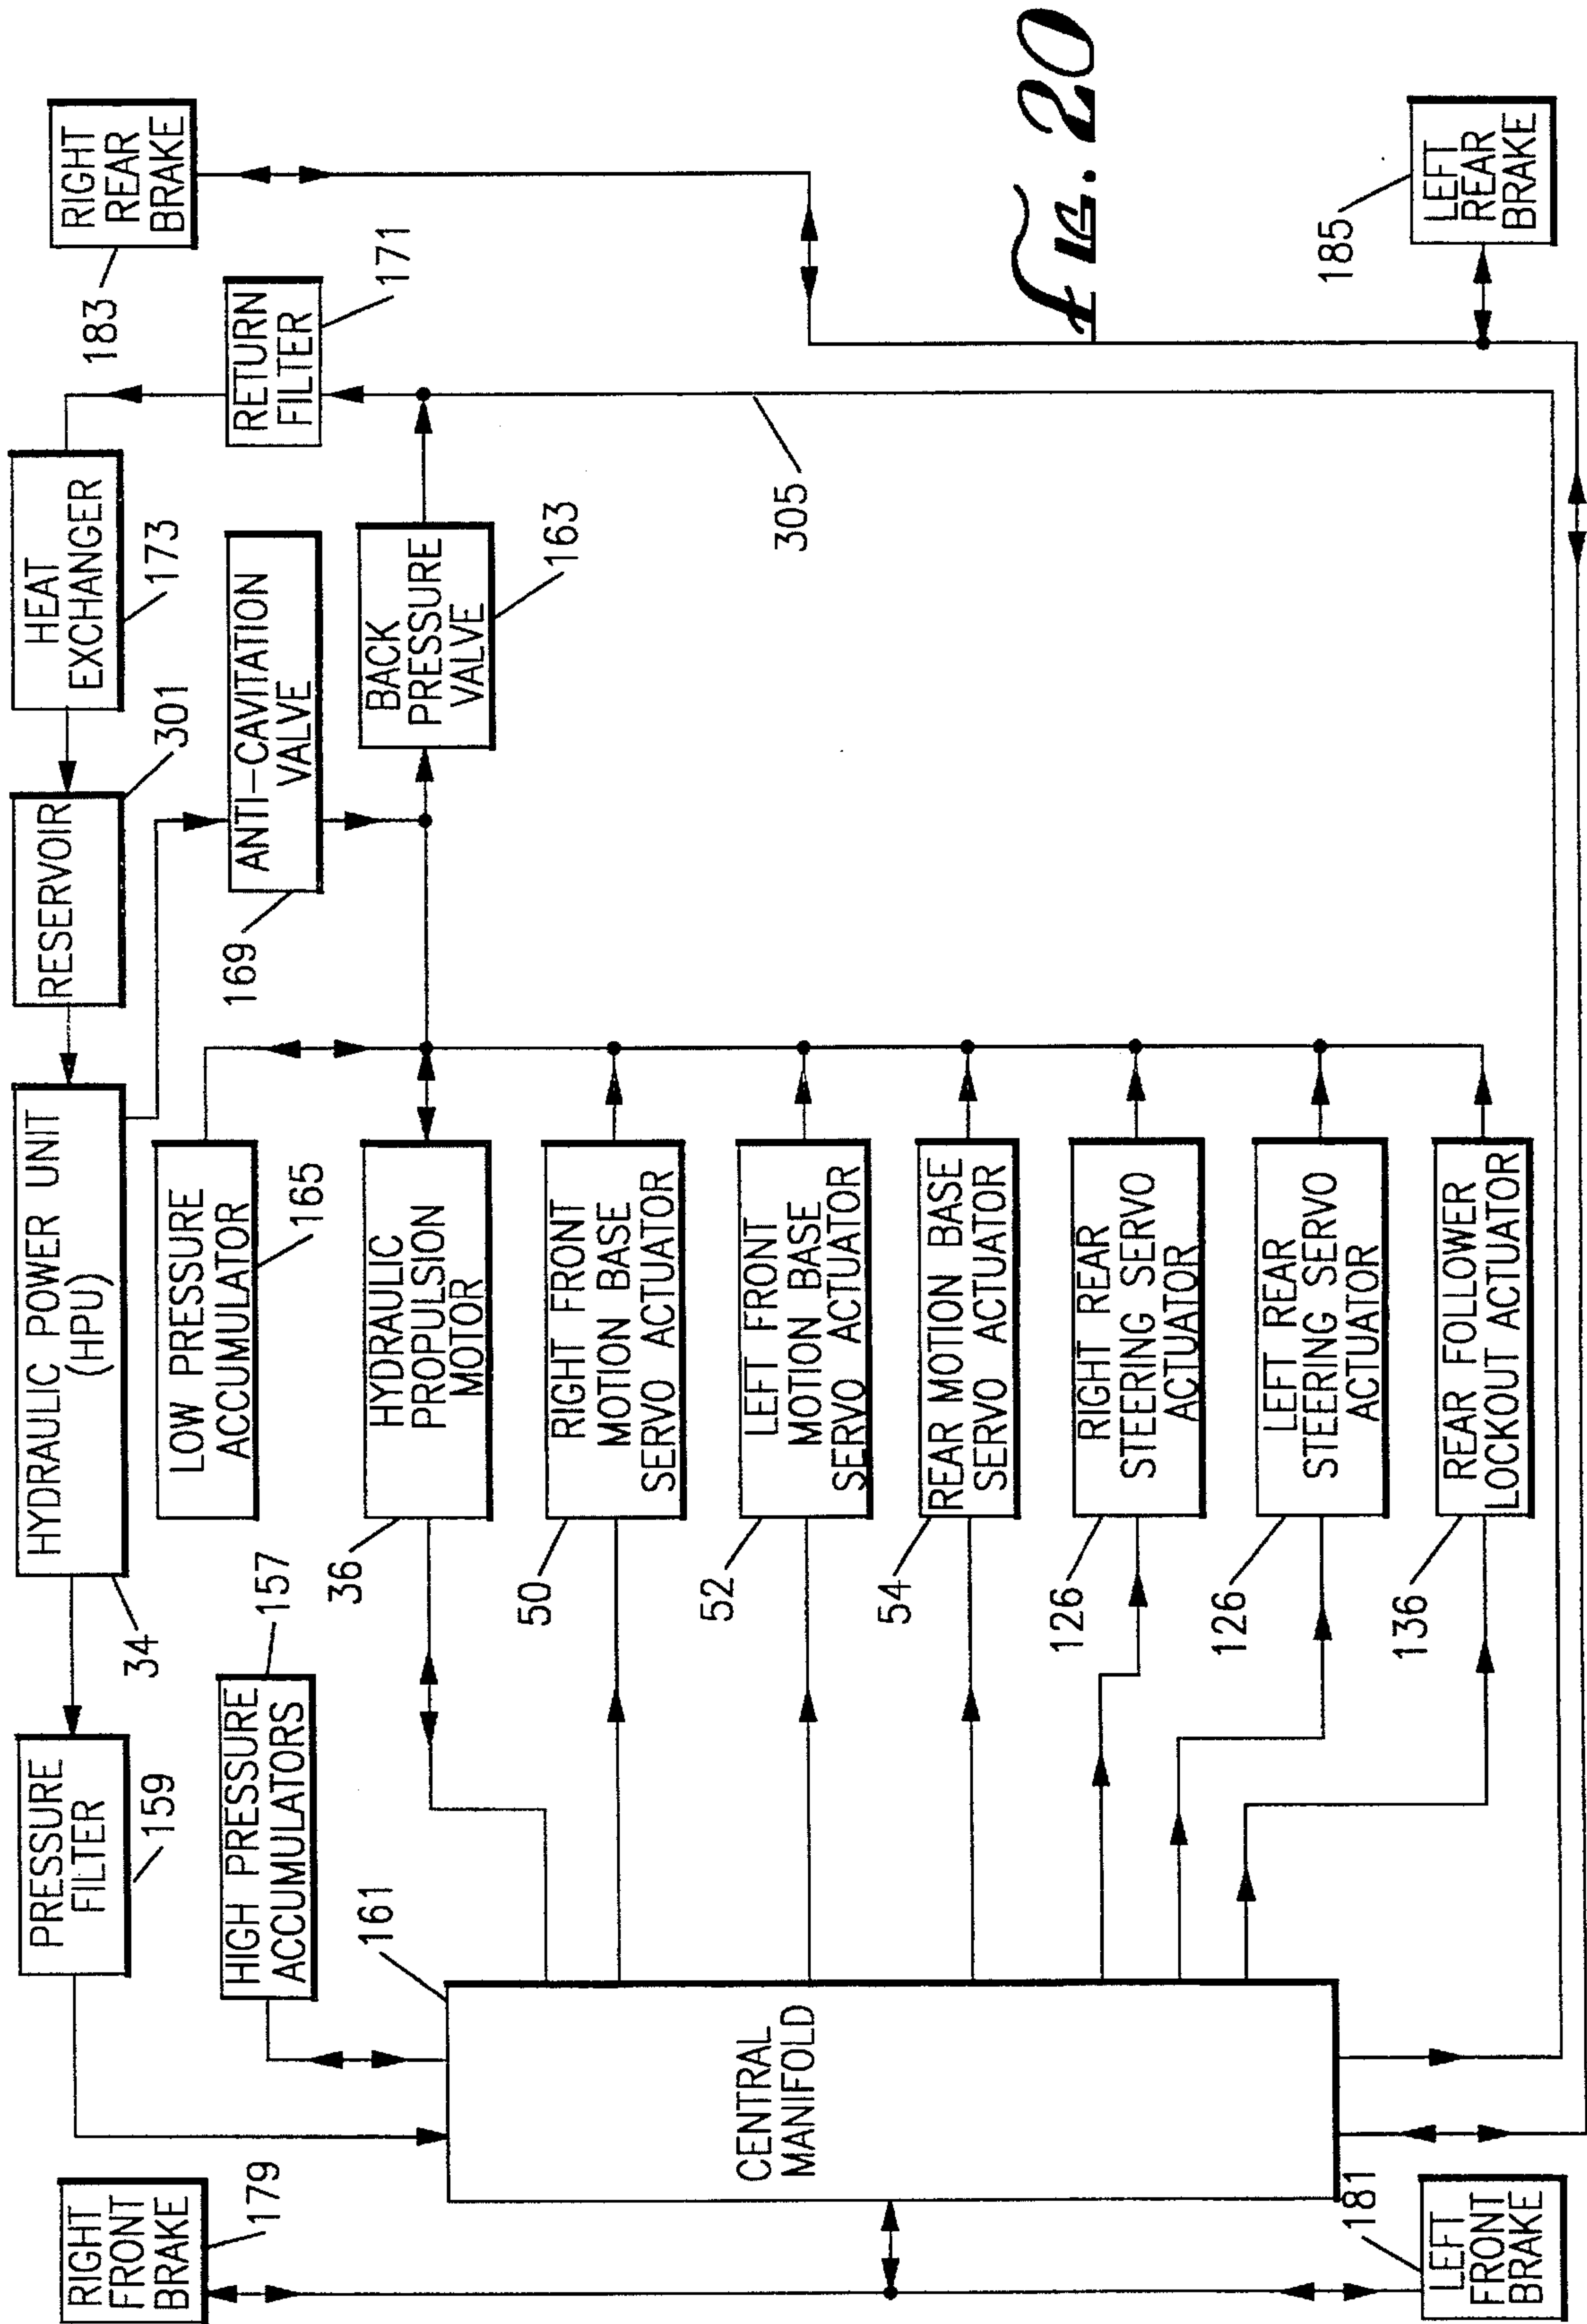 RIGHT
FRONT
BRAKE
179
PRESSURE
FILTER
159
HYDRAULIC POWER UNIT
(HPU)
34
RESERVOIR
301
HEAT
EXCHANGER
173
RIGHT
REAR
BRAKE
183
HIGH PRESSURE
ACCUMULATORS
157
LOW PRESSURE
ACCUMULATOR
165
ANTI-CAVITATION
VALVE
169
RETURN
FILTER
171
CENTRAL
MANIFOLD
161
HYDRAULIC
PROPULSION
MOTOR
36
BACK
PRESSURE
VALVE
163
RIGHT FRONT
MOTION BASE
SERVO ACTUATOR
50
LEFT FRONT
MOTION BASE
SERVO ACTUATOR
52
305
REAR MOTION BASE
SERVO ACTUATOR
54
RIGHT REAR
STEERING SERVO
ACTUATOR
126
LEFT REAR
STEERING SERVO
ACTUATOR
126
REAR FOLLOWER
LOCKOUT ACTUATOR
136
LEFT
FRONT
BRAKE
181
LEFT
REAR
BRAKE
185
fig. 20